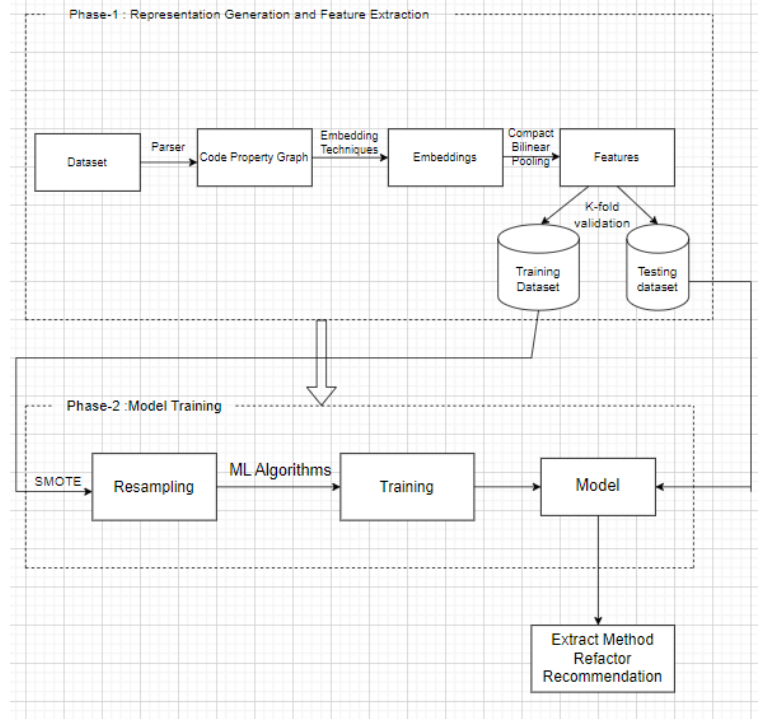 Phase-1 : Representation Generation and Feature Extraction
Dataset
Parser
Code Property Graph
Embedding
Techniques
Embeddings
Compact
Bilinear
Pooling
Features
K-fold
validation
Training
Dataset
Testing
dataset
Phase-2 :Model Training
SMOTE
Resampling
ML Algorithms
Training
Model
Extract Method
Refactor
Recommendation